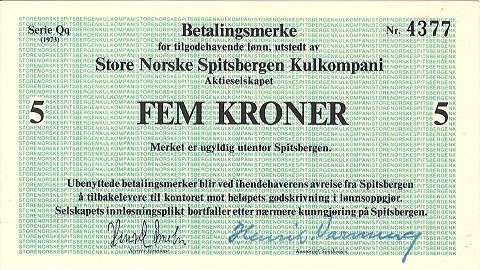 Serie Qq
(1973)
Betalingsmerke
Nr. 4377
for tilgodehavende lønn, utstedt av
Store Norske Spitsbergen Kulkompani
Aktieselskapet
5 FEM KRONER 5
Merket er ugyldig utenfor Spitsbergen.
Ubenyttede betalingsmerker blir ved ihendehaverens avreise fra Spitsbergen
å tilbakelevere til kontoret mot beløpets godskrivning i lønnsoppgjør.
Selskapets innløsningsplikt bortfaller etter nærmere kunngjøring på Spitsbergen.